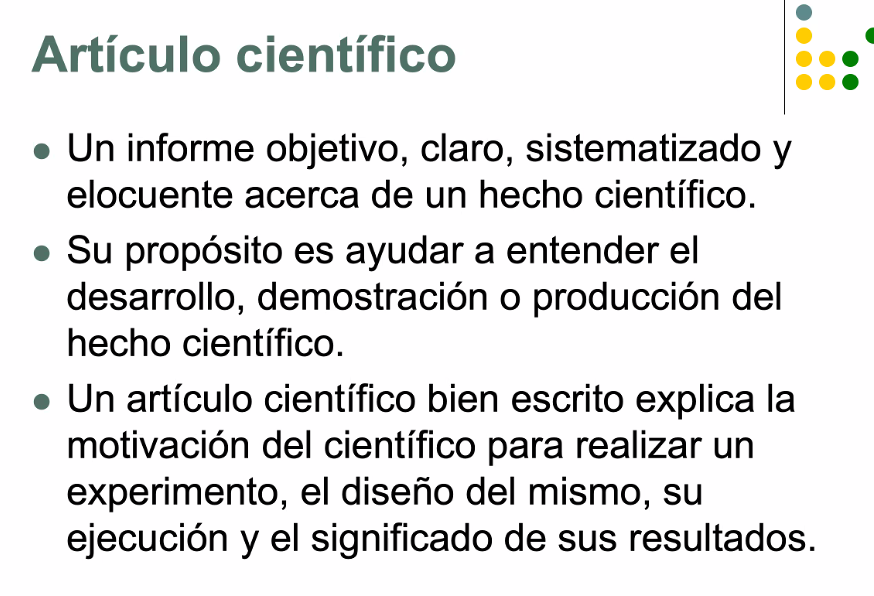 Artículo científico
Un informe objetivo, claro, sistematizado y
elocuente acerca de un hecho científico.
Su propósito es ayudar a entender el
desarrollo, demostración o producción del
hecho científico.
Un artículo científico bien escrito explica la
motivación del científico para realizar un
experimento, el diseño del mismo, su
ejecución y el significado de sus resultados.